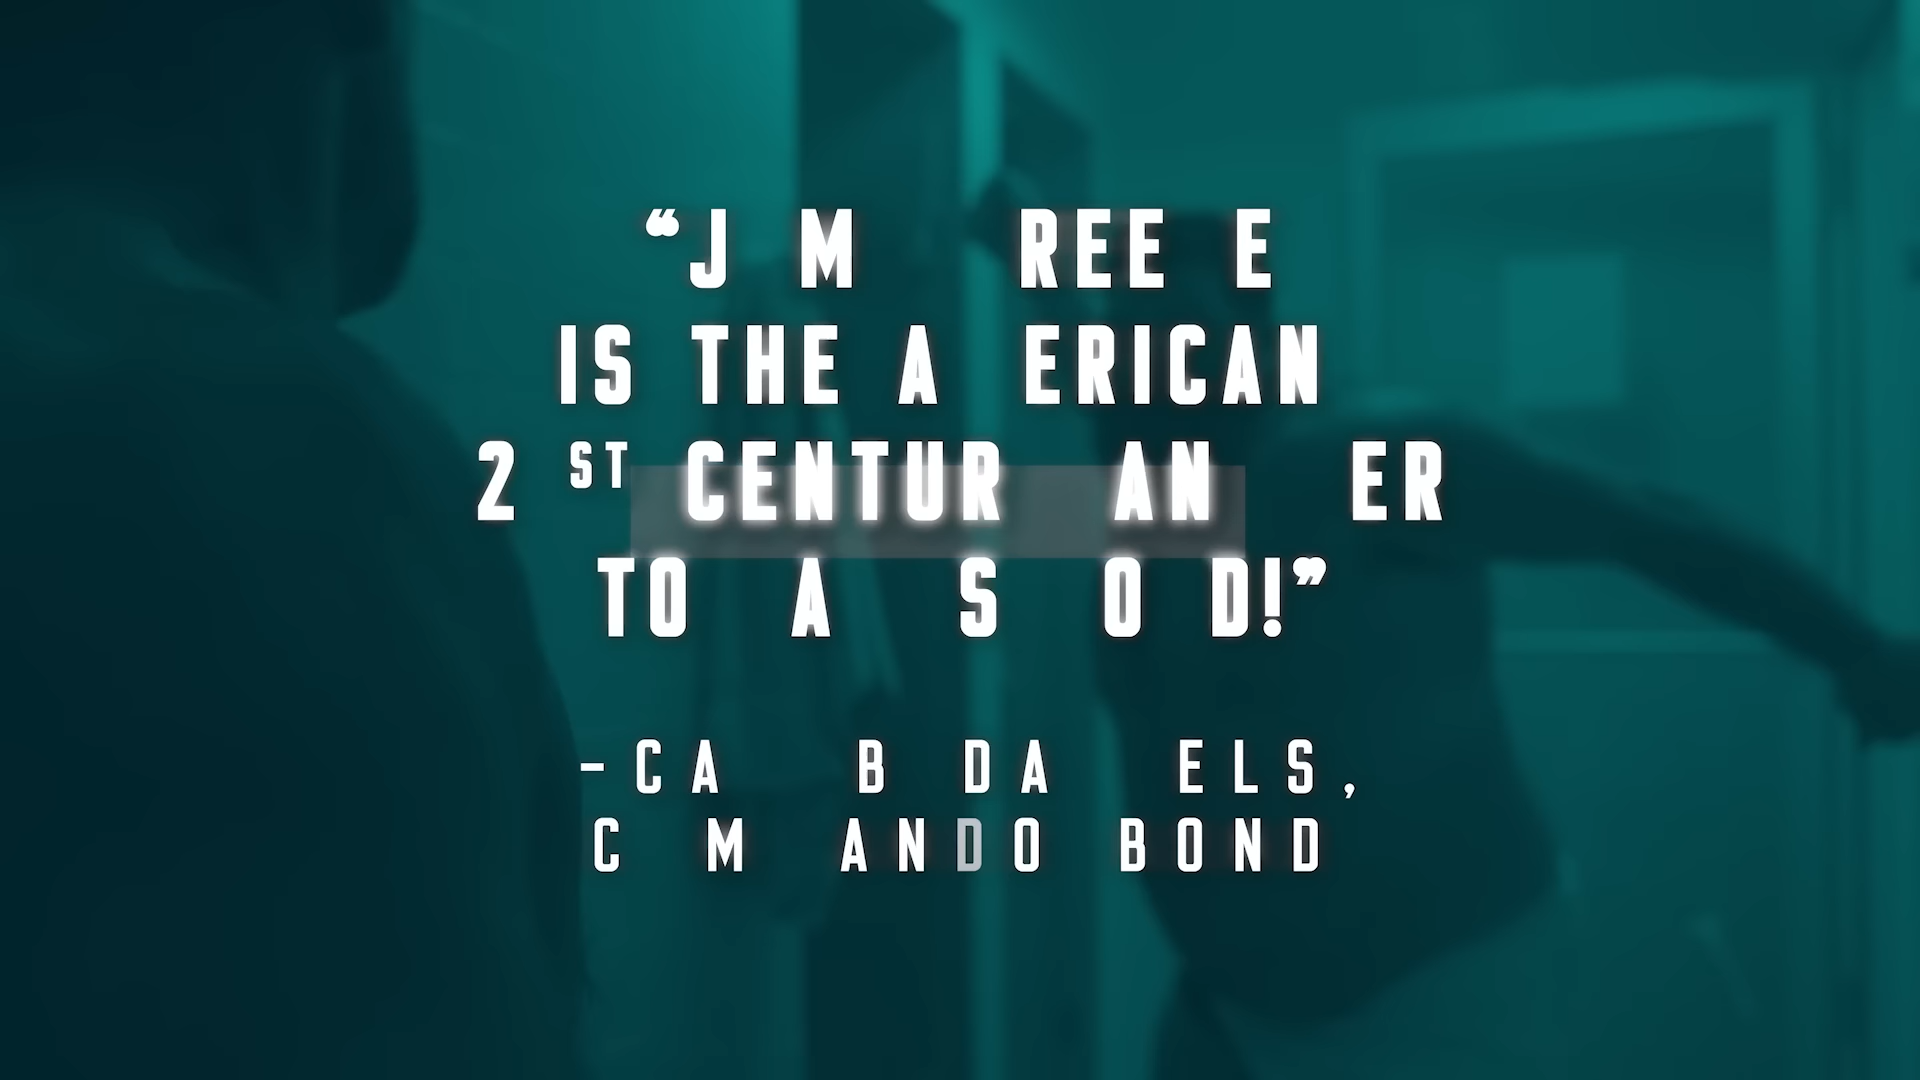 “J M REE E
IS THE A ERICAN
2 ST CENTUR AN ER
TO A S O D!”
-CA B DA ELS,
C M ANDO BOND